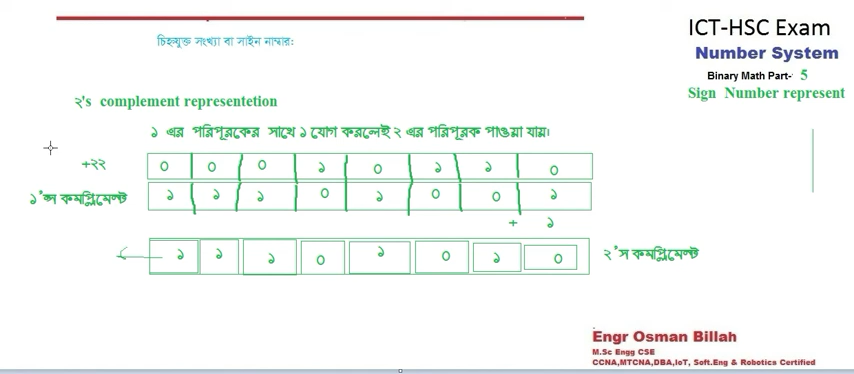 ICT-HSC Exam
Number System
Binary Math Part- 5
Sign Number represent
চিহ্নযুক্ত সংখ্যা বা সাইন নাম্বার:
২'s complement representetion
১ এর পরিপূরকের সাথে ১ যোগ করলেই ২ এর পরিপূরক পাওয়া যায়।
+২২ ০ ০ ০ ১ ০ ১ ১ ০
১'স কমপ্লিমেন্ট ১ ১ ১ ০ ১ ০ ০ ১
+ ১
১ ১ ১ ০ ১ ০ ১ ০ ২'স কমপ্লিমেন্ট
Engr Osman Billah
M.Sc Engg CSE
CCNA,MTCNA,DBA,IoT, Soft.Eng & Robotics Certified